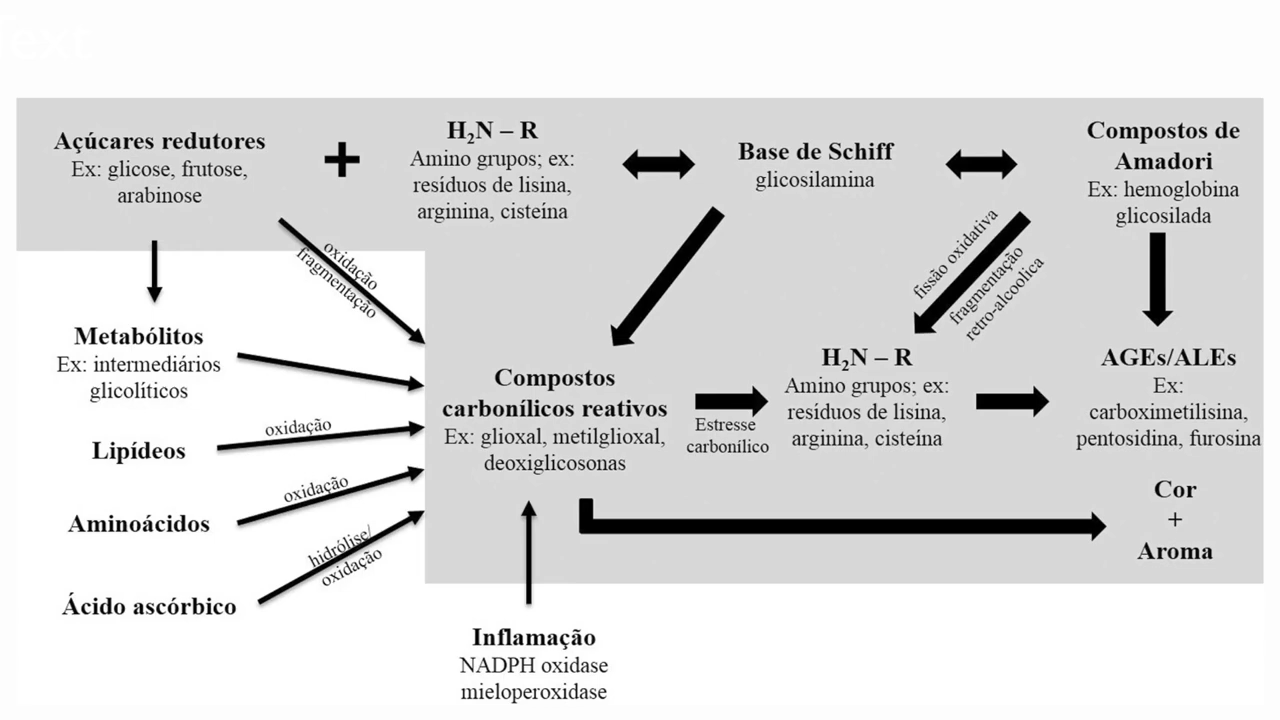 Text
Açúcares redutores
Ex: glicose, frutose,
arabinose
+
H₂N – R
Amino grupos; ex:
resíduos de lisina,
arginina, cisteína
Base de Schiff
glicosilamina
Compostos de
Amadori
Ex: hemoglobina
glicosilada
oxidação
fragmentação
fissão oxidativa
fragmentação
retro-alcoolica
Metabólitos
Ex: intermediários
glicolíticos
Lipídeos
oxidação
Aminoácidos
oxidação
Ácido ascórbico
hidrólise/
oxidação
Compostos
carbonílicos reativos
Ex: glioxal, metilglioxal,
deoxiglicosonas
Estresse
carbonílico
H₂N – R
Amino grupos; ex:
resíduos de lisina,
arginina, cisteína
AGEs/ALEs
Ex:
carboximetilisina,
pentosidina, furosina
Cor
+
Aroma
Inflamação
NADPH oxidase
mieloperoxidase